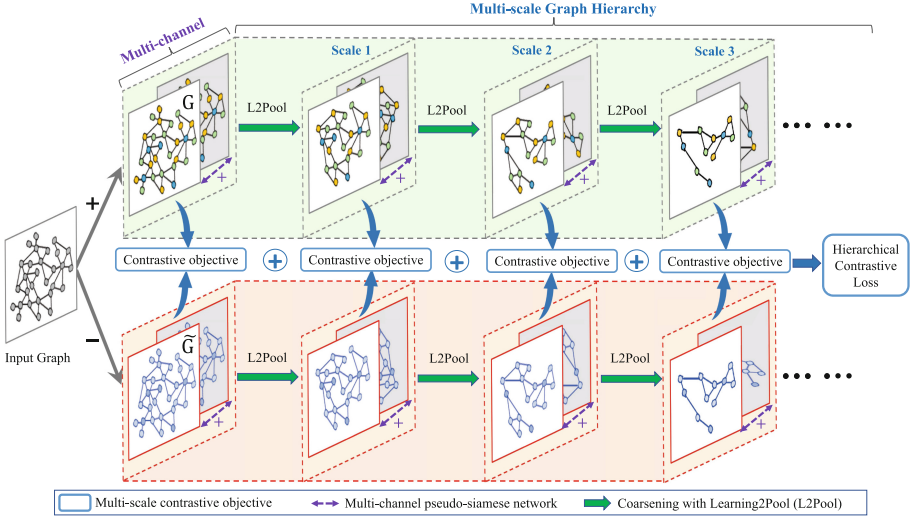 Multi-scale Graph Hierarchy
Multi-channel
Scale 1
Scale 2
Scale 3
G
L2Pool
L2Pool
L2Pool
+
+
+
+
+
Input Graph
−
Contrastive objective
+
Contrastive objective
+
Contrastive objective
+
Contrastive objective
Hierarchical
Contrastive
Loss
G̃
L2Pool
L2Pool
L2Pool
+
+
+
+
Multi-scale contrastive objective
Multi-channel pseudo-siamese network
Coarsening with Learning2Pool (L2Pool)